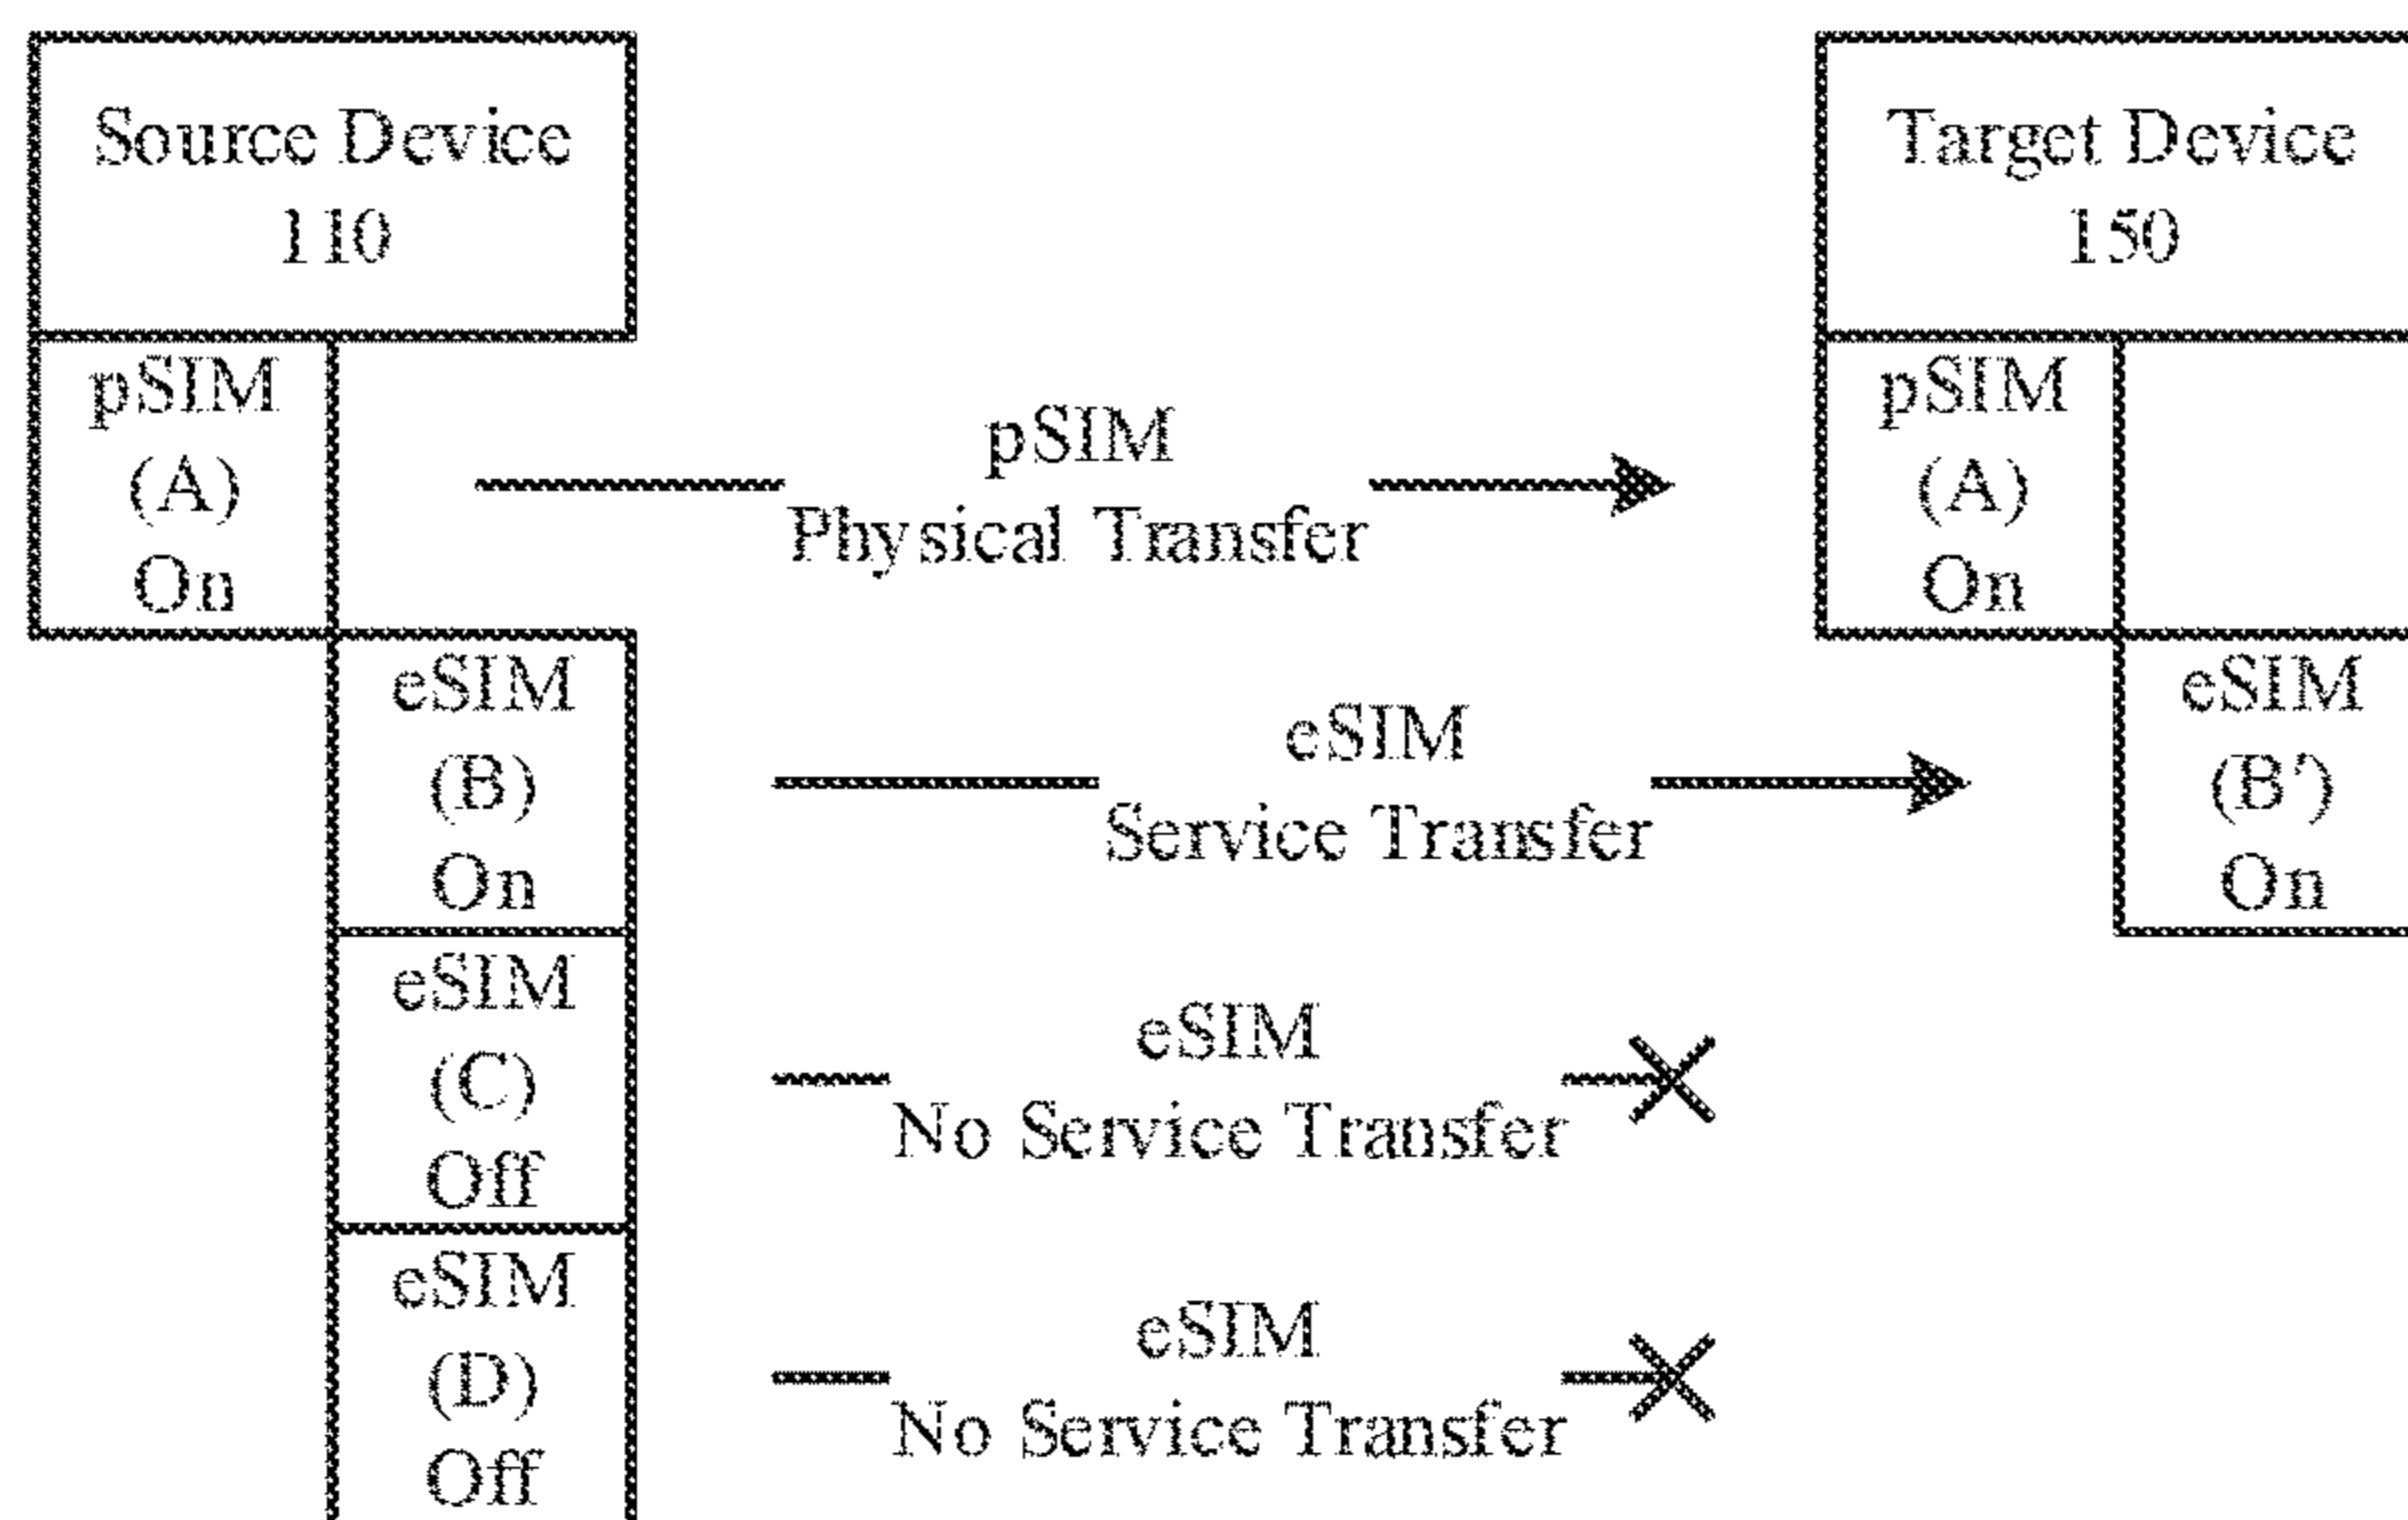 Source Device
110
Target Device
150
pSIM
(A)
On
pSIM
Physical Transfer
pSIM
(A)
On
eSIM
(B)
On
eSIM
Service Transfer
eSIM
(B')
On
eSIM
(C)
Off
eSIM
No Service Transfer
eSIM
(D)
Off
eSIM
No Service Transfer